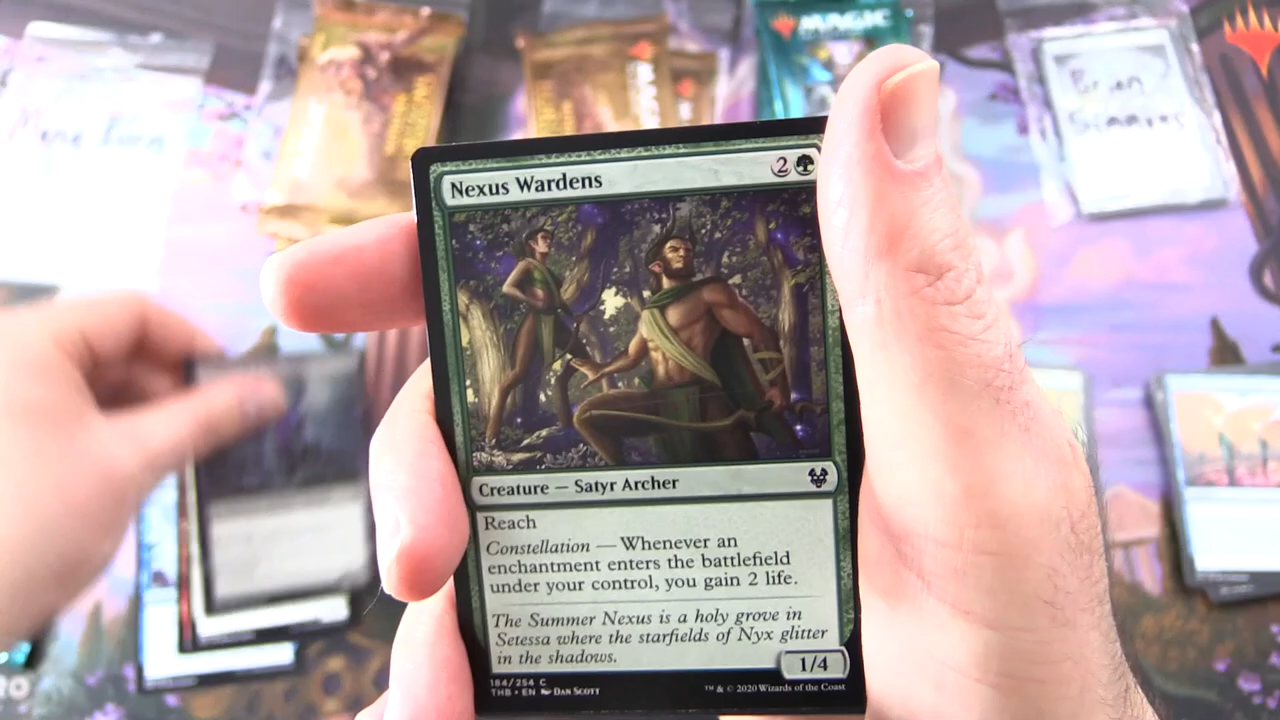 MAGIC
Brian
Simmons
Nexus Wardens
2
Creature — Satyr Archer
Reach
Constellation — Whenever an
enchantment enters the battlefield
under your control, you gain 2 life.
The Summer Nexus is a holy grove in
Setessa where the starfields of Nyx glitter
in the shadows.
1/4
184/254 C
THB • EN Dan Scott
™ & © 2020 Wizards of the Coast